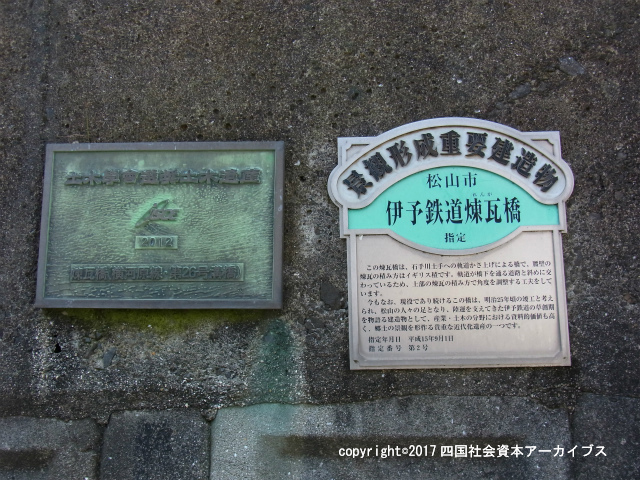 土木學會選奨土木遺産
2012
景観形成重要建造物
松山市
れんが
伊予鉄道煉瓦橋
指定
この煉瓦橋は、石手川土手への軌道かさ上げによる橋で、橋壁の
煉瓦の積み方はイギリス積です。軌道が橋下を通る道路と斜めに交
わっているため、上部の煉瓦の積み方で角度を調整する工夫をして
います。
今もなお、現役であり続けるこの橋は、明治25年頃の竣工と考え
られ、松山の人々の足となり、陸運を支えてきた伊予鉄道の草創期
を物語る建造物として、産業・土木の分野における資料的価値も高
く、郷土の景観を形作る貴重な近代化遺産の一つです。
指定年月日 平成15年9月1日
指定番号 第2号
copyright©2017 四国社会資本アーカイブス